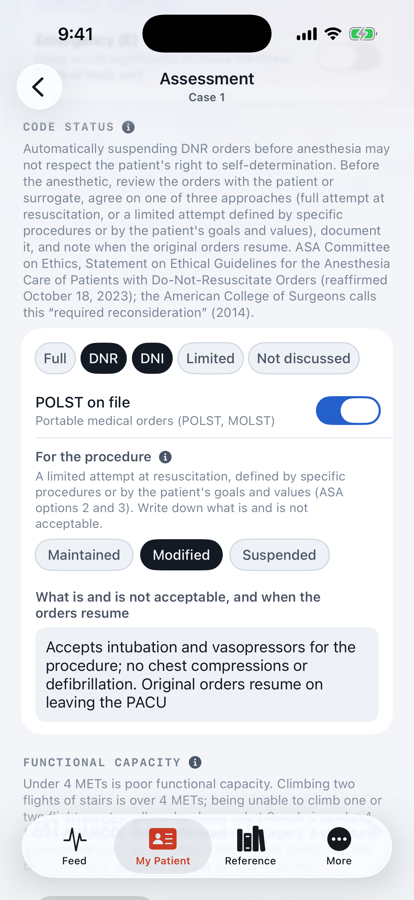 9:41
Assessment
Case 1
CODE STATUS
Automatically suspending DNR orders before anesthesia may
not respect the patient's right to self-determination. Before
the anesthetic, review the orders with the patient or
surrogate, agree on one of three approaches (full attempt at
resuscitation, or a limited attempt defined by specific
procedures or by the patient's goals and values), document
it, and note when the original orders resume. ASA Committee
on Ethics, Statement on Ethical Guidelines for the Anesthesia
Care of Patients with Do-Not-Resuscitate Orders (reaffirmed
October 18, 2023); the American College of Surgeons calls
this “required reconsideration” (2014).
Full DNR DNI Limited Not discussed
POLST on file
Portable medical orders (POLST, MOLST)
For the procedure
A limited attempt at resuscitation, defined by specific
procedures or by the patient's goals and values (ASA
options 2 and 3). Write down what is and is not
acceptable.
Maintained Modified Suspended
What is and is not acceptable, and when the
orders resume
Accepts intubation and vasopressors for the
procedure; no chest compressions or
defibrillation. Original orders resume on
leaving the PACU
FUNCTIONAL CAPACITY
Under 4 METs is poor functional capacity. Climbing two
flights of stairs is over 4 METs; being unable to climb one or
Feed My Patient Reference More